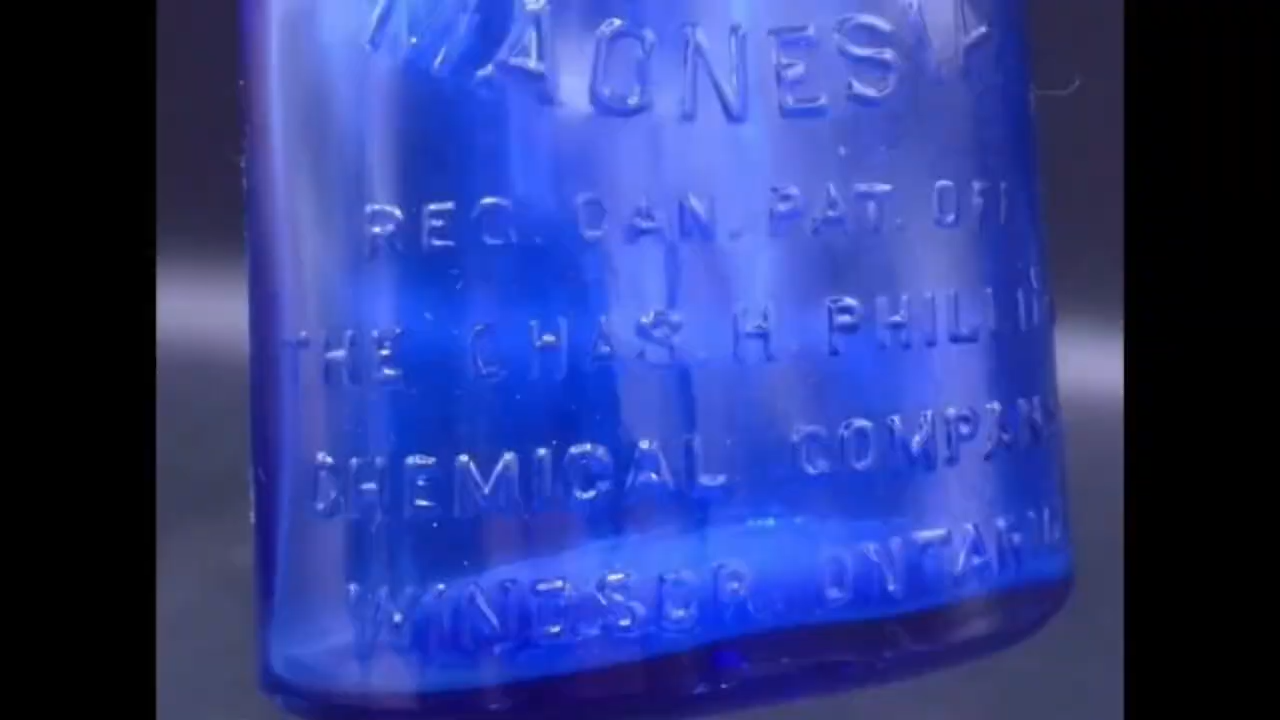 MAGNESIA
REG. CAN. PAT. OFF
THE CHAS. H. PHILLIPS
CHEMICAL COMPANY
WINDSOR. ONTARIO